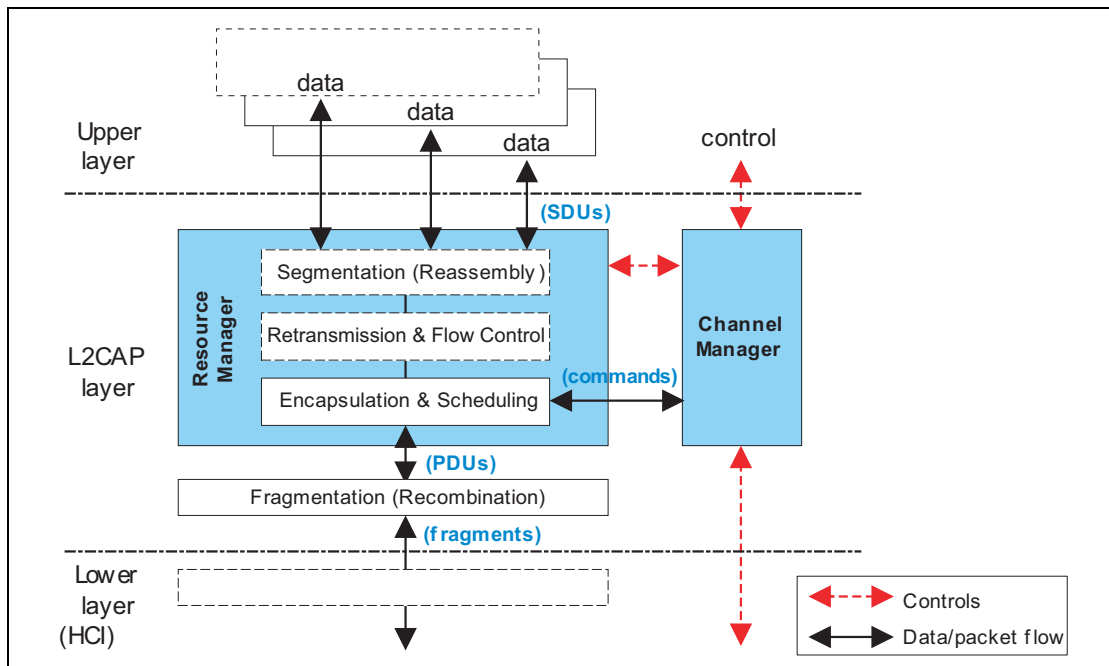 data
data
data
Upper
layer
control
(SDUs)
Segmentation (Reassembly)
Resource
Manager
Retransmission & Flow Control
Channel
Manager
L2CAP
layer
(commands)
Encapsulation & Scheduling
(PDUs)
Fragmentation (Recombination)
(fragments)
Lower
layer
(HCI)
Controls
Data/packet flow